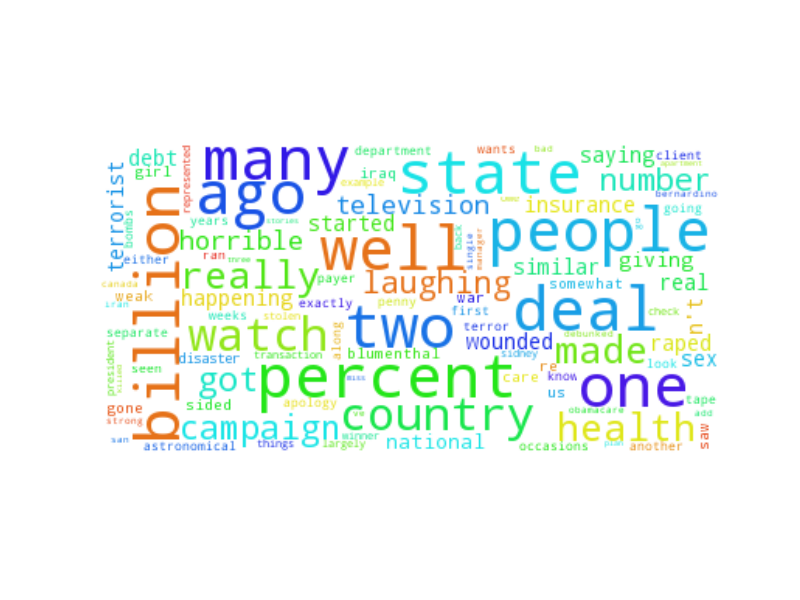 many
department
wants
bad
debt
girl
represented
iraq
example
state
saying
client
apartment
number
bernardino
terrorist
bombs
ago
television
insurance
going
years
stories
started
well
back
single
manager
people
go
billion
horrible
either
ran
three
really
payer
laughing
similar
giving
somewhat
real
canada
weak
iran
happening
exactly
penny
war
first
deal
check
n't
weeks
stolen
two
terror
debunked
separate
watch
along
wounded
made
raped
president
seen
disaster
transaction
blumenthal
sidney
look
sex
killed
got
percent
miss
care
re
know
us
one
tape
gone
sided
apology
ve
country
obamacare
add
strong
san
campaign
winner
national
health
saw
astronomical
things
largely
occasions
plan
another